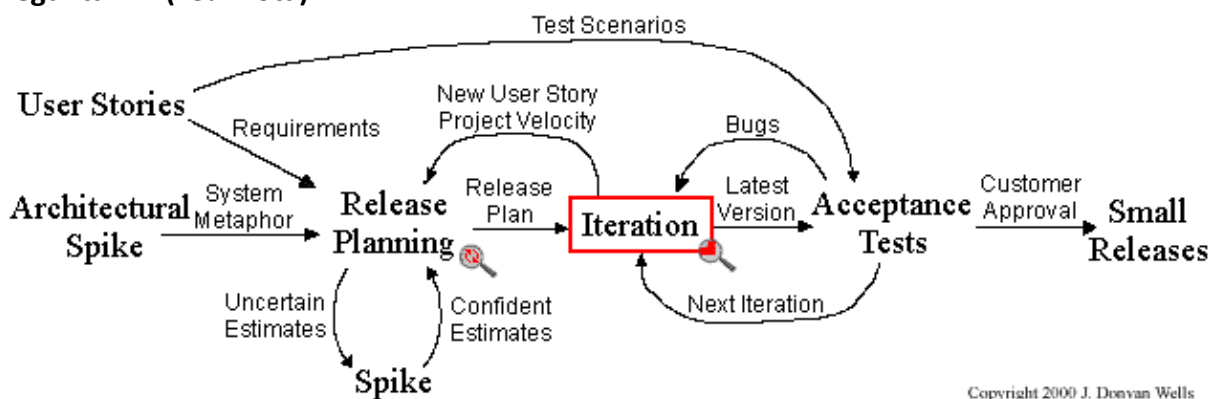 Test Scenarios
User Stories
New User Story
Project Velocity
Requirements
Bugs
Architectural
Spike
System
Metaphor
Release
Planning
Release
Plan
Iteration
Latest
Version
Acceptance
Tests
Customer
Approval
Small
Releases
Uncertain
Estimates
Confident
Estimates
Next Iteration
Spike
Copyright 2000 J. Donvan Wells